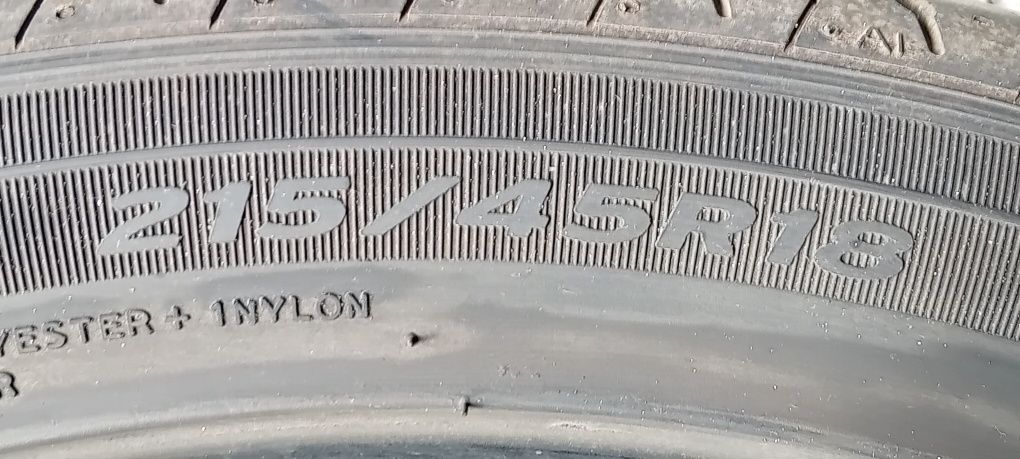 215/45R18
YESTER + 1NYLON
R